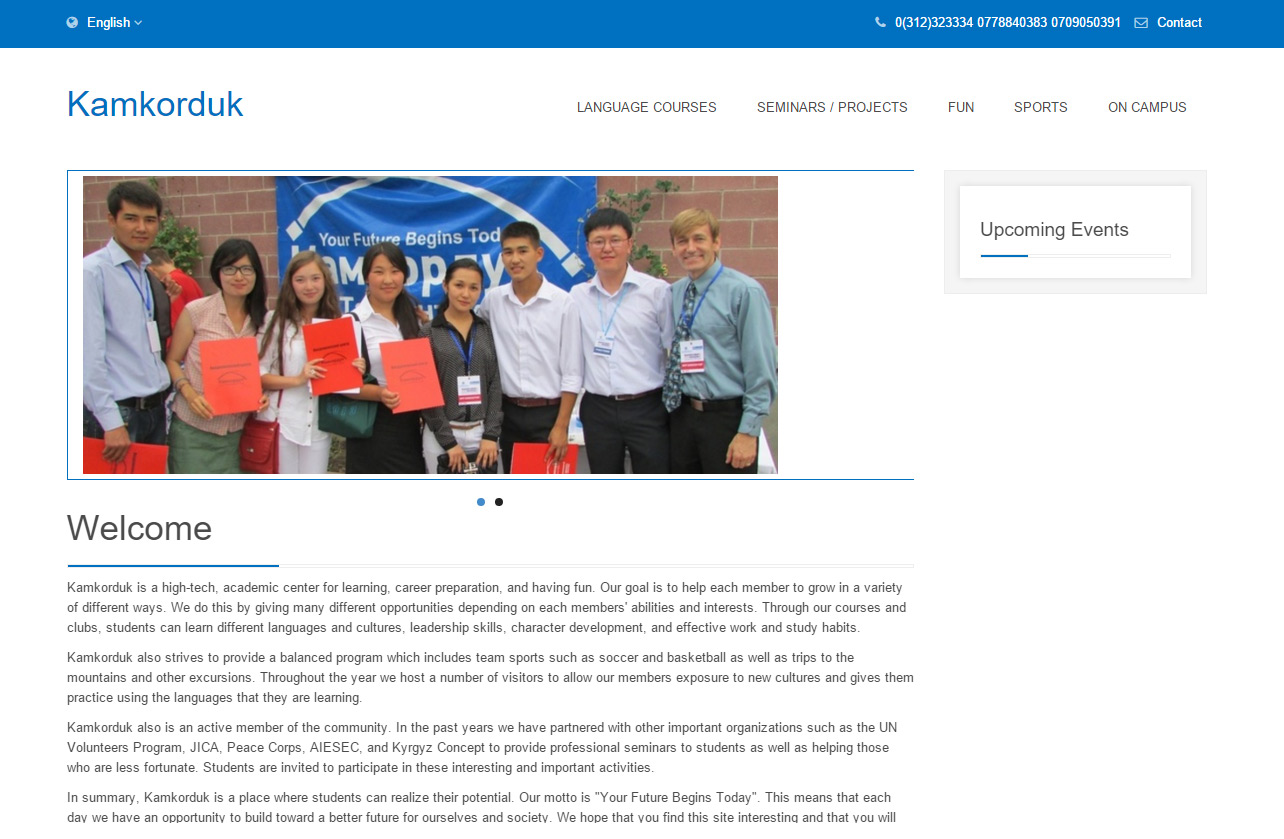 English
0(312)323334 0778840383 0709050391
Contact
Kamkorduk
LANGUAGE COURSES
SEMINARS / PROJECTS
FUN
SPORTS
ON CAMPUS
Your Future Begins Tod
Upcoming Events
Welcome
Kamkorduk is a high-tech, academic center for learning, career preparation, and having fun. Our goal is to help each member to grow in a variety
of different ways. We do this by giving many different opportunities depending on each members' abilities and interests. Through our courses and
clubs, students can learn different languages and cultures, leadership skills, character development, and effective work and study habits.
Kamkorduk also strives to provide a balanced program which includes team sports such as soccer and basketball as well as trips to the
mountains and other excursions. Throughout the year we host a number of visitors to allow our members exposure to new cultures and gives them
practice using the languages that they are learning.
Kamkorduk also is an active member of the community. In the past years we have partnered with other important organizations such as the UN
Volunteers Program, JICA, Peace Corps, AIESEC, and Kyrgyz Concept to provide professional seminars to students as well as helping those
who are less fortunate. Students are invited to participate in these interesting and important activities.
In summary, Kamkorduk is a place where students can realize their potential. Our motto is "Your Future Begins Today". This means that each
day we have an opportunity to build toward a better future for ourselves and society. We hope that you find this site interesting and that you will